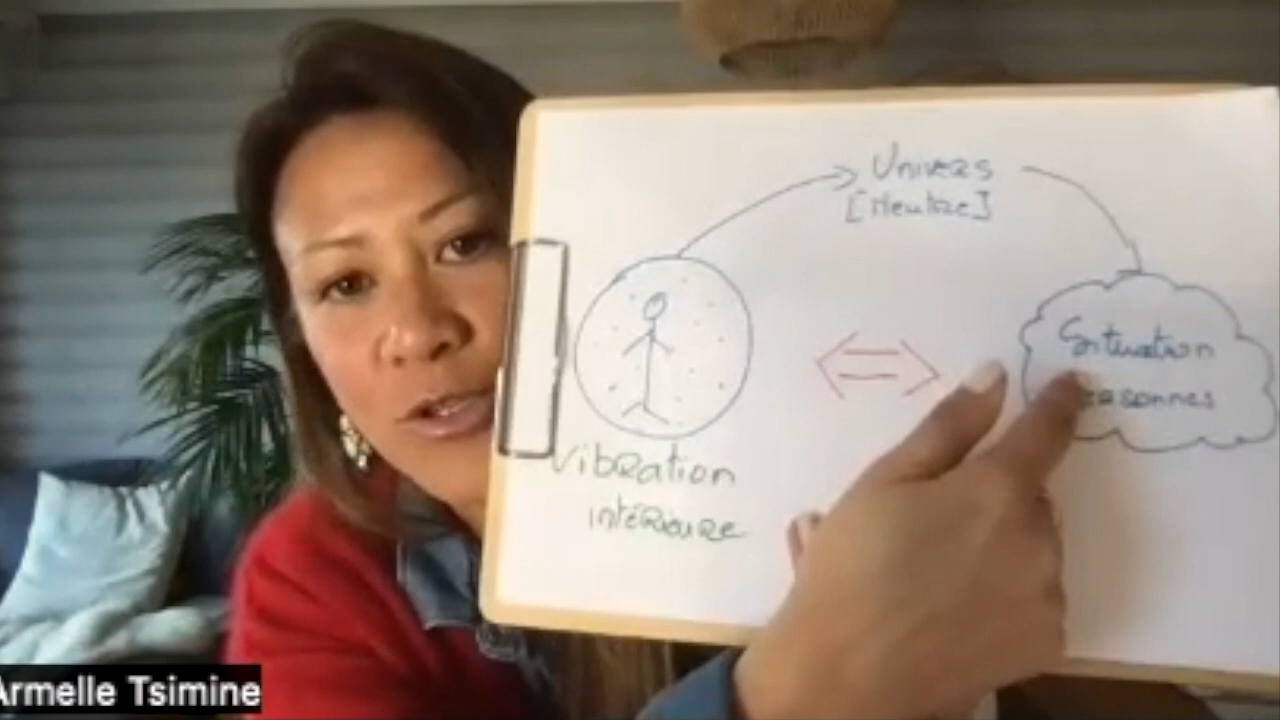 Univers
[Neutre]
Situation
Personnes
Vibration
intérieure
Armelle Tsimine